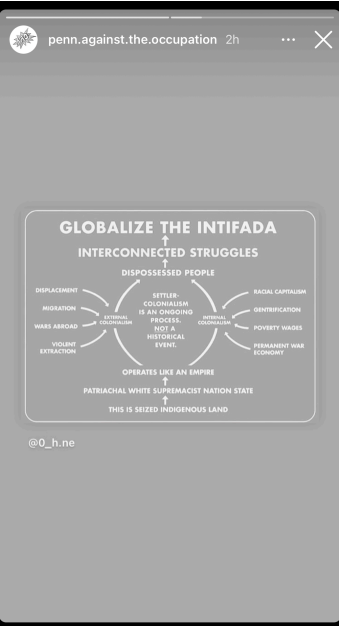 penn.against.the.occupation 2h
GLOBALIZE THE INTIFADA
INTERCONNECTED STRUGGLES
DISPOSSESSED PEOPLE
DISPLACEMENT
MIGRATION
WARS ABROAD
VIOLENT
EXTRACTION
EXTERNAL
COLONIALISM
SETTLER-
COLONIALISM
IS AN ONGOING
PROCESS.
NOT A
HISTORICAL
EVENT.
INTERNAL
COLONIALISM
RACIAL CAPITALISM
GENTRIFICATION
POVERTY WAGES
PERMANENT WAR
ECONOMY
OPERATES LIKE AN EMPIRE
PATRIACHAL WHITE SUPREMACIST NATION STATE
THIS IS SEIZED INDIGENOUS LAND
@0_h.ne